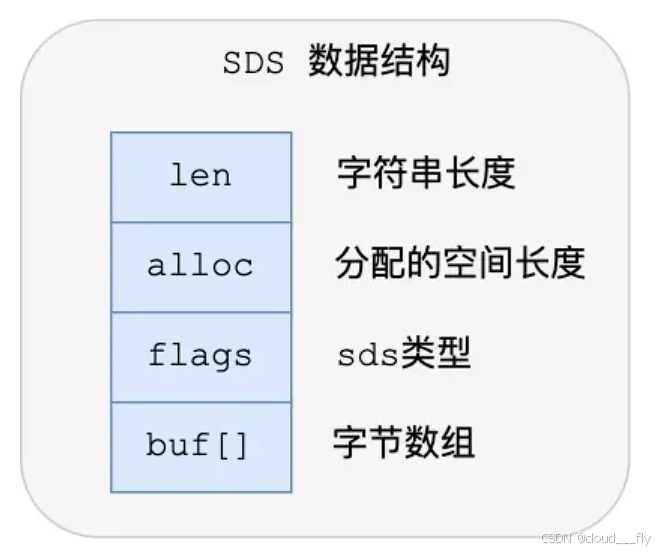 SDS 数据结构
len 字符串长度
alloc 分配的空间长度
flags sds类型
buf[] 字节数组
CSDN @cloud___fly